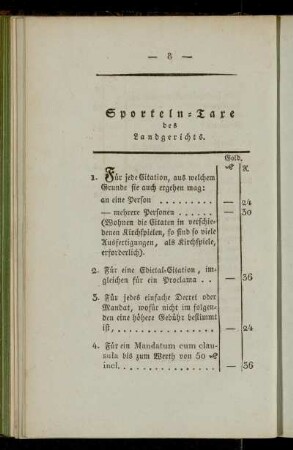 — 8 —
Sporteln=Taxe
des
Landgerichts.
Gold.
R.
1. Für jede Citation, aus welchem
Grunde sie auch ergehen mag:
an eine Person . . . . . . . . . — 24
— mehrere Personen . . . . . . — 30
(Wohnen die Citaten in verschie-
denen Kirchspielen, so sind so viele
Ausfertigungen, als Kirchspiele,
erforderlich).
2. Für eine Edictal=Citation, im-
gleichen für ein Proclama . . — 36
3. Für jedes einfache Decret oder
Mandat, wofür nicht im folgen-
den eine höhere Gebühr bestimmt
ist, . . . . . . . . . . . . . . — 24
4. Für ein Mandatum cum clau-
sula bis zum Werth von 50
incl. . . . . . . . . . . . . . — 36